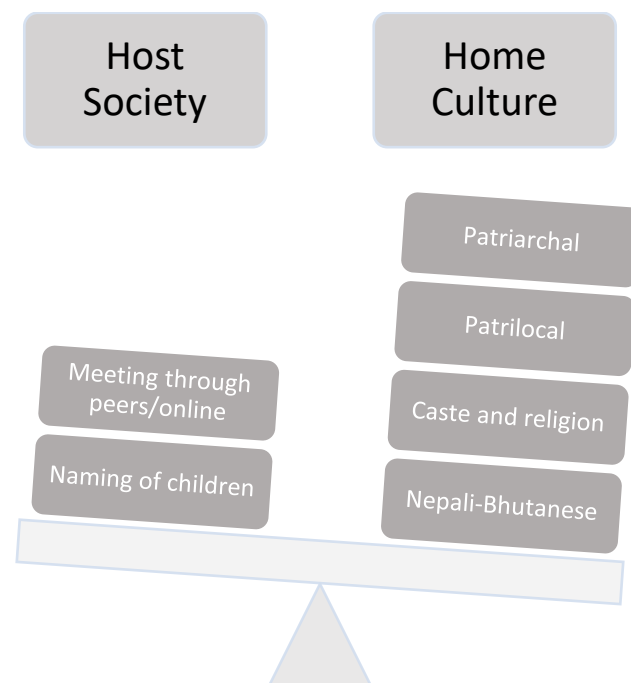 Host
Society
Home
Culture
Patriarchal
Patrilocal
Caste and religion
Nepali-Bhutanese
Meeting through
peers/online
Naming of children